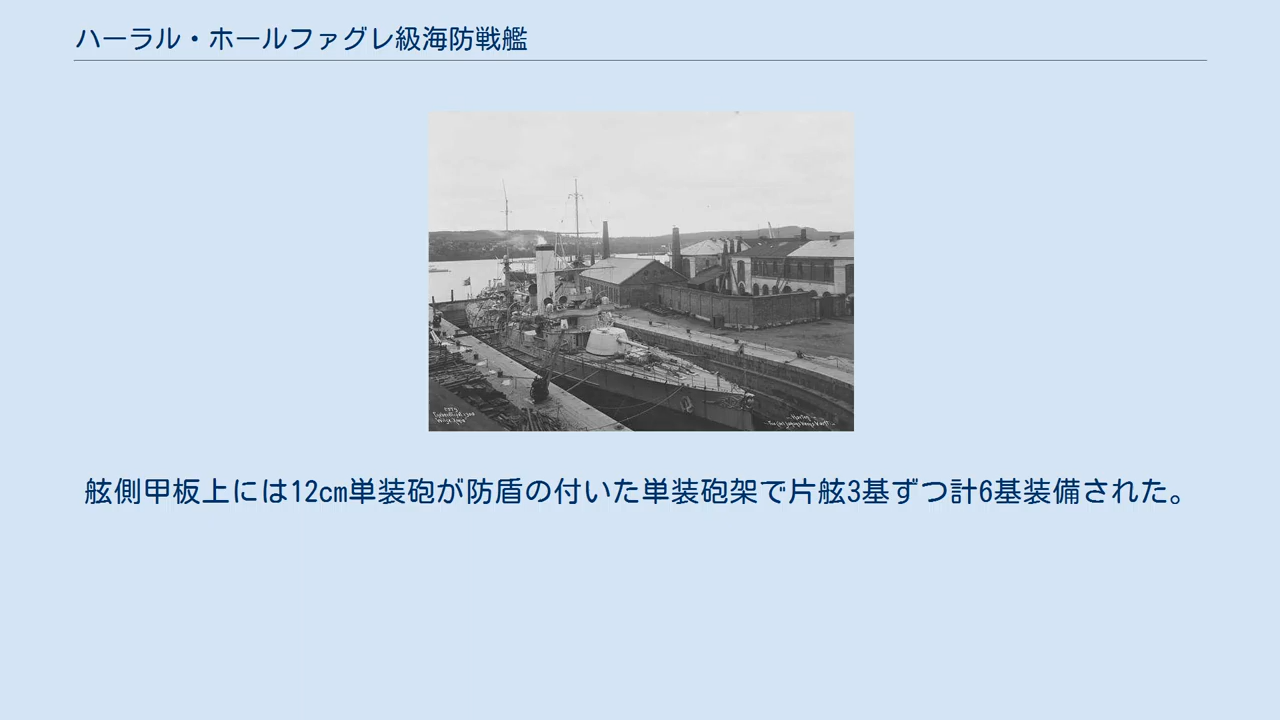 ハーラル・ホールファグレ級海防戦艦
舷側甲板上には12cm単装砲が防盾の付いた単装砲架で片舷3基ずつ計6基装備された。